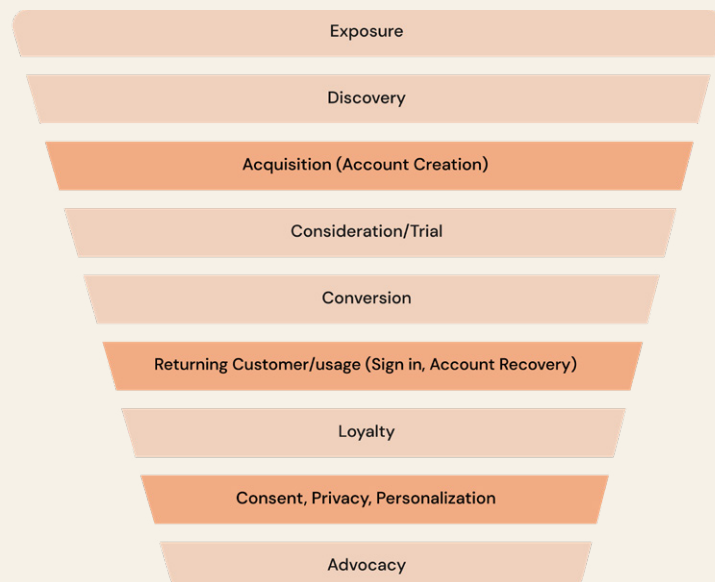 Exposure
Discovery
Acquisition (Account Creation)
Consideration/Trial
Conversion
Returning Customer/usage (Sign in, Account Recovery)
Loyalty
Consent, Privacy, Personalization
Advocacy